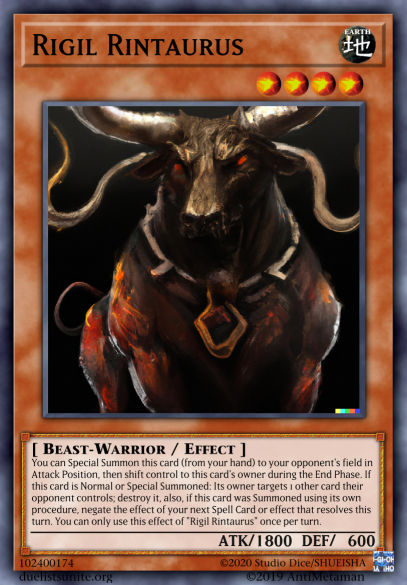 Rigil Rintaurus
EARTH
地
[ Beast-Warrior / Effect ]
You can Special Summon this card (from your hand) to your opponent's field in
Attack Position, then shift control to this card's owner during the End Phase. If
this card is Normal or Special Summoned: Its owner targets 1 other card their
opponent controls; destroy it, also, if this card was Summoned using its own
procedure, negate the effect of your next Spell Card or effect that resolves this
turn. You can only use this effect of "Rigil Rintaurus" once per turn.
ATK/1800 DEF/ 600
102400174
©2020 Studio Dice/SHUEISHA
duelistsunite.org
©2019 AntiMetaman